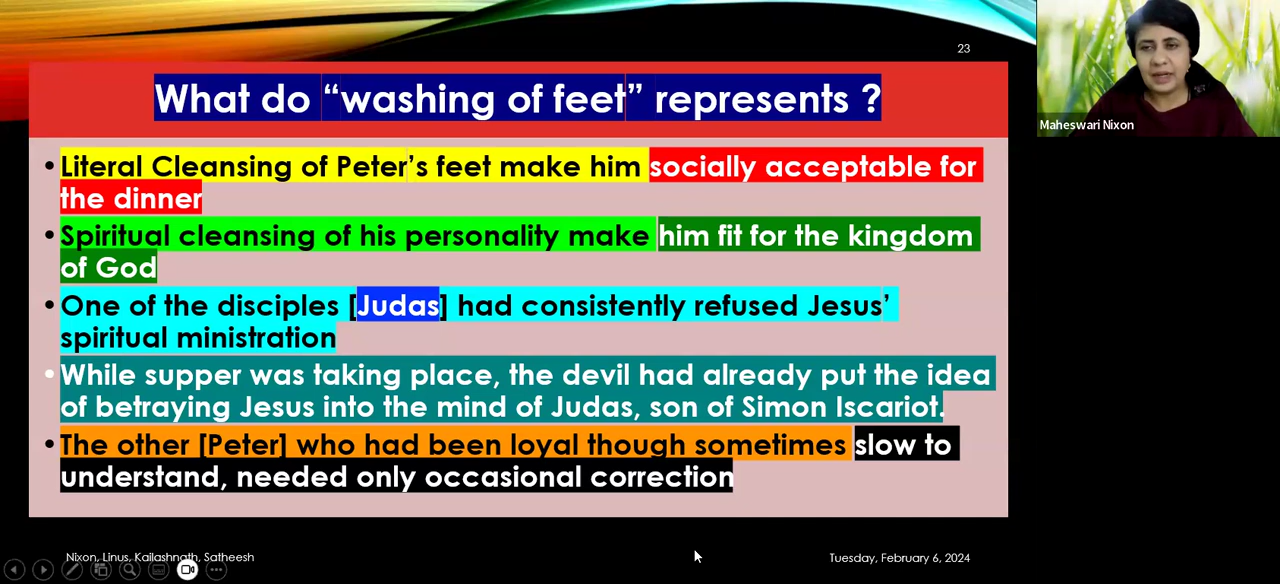 23
Maheswari Nixon
What do “washing of feet” represents ?
• Literal Cleansing of Peter’s feet make him socially acceptable for
the dinner
• Spiritual cleansing of his personality make him fit for the kingdom
of God
• One of the disciples [Judas] had consistently refused Jesus’
spiritual ministration
• While supper was taking place, the devil had already put the idea
of betraying Jesus into the mind of Judas, son of Simon Iscariot.
• The other [Peter] who had been loyal though sometimes slow to
understand, needed only occasional correction
Nixon, Linus, Kailashnath, Satheesh
Tuesday, February 6, 2024